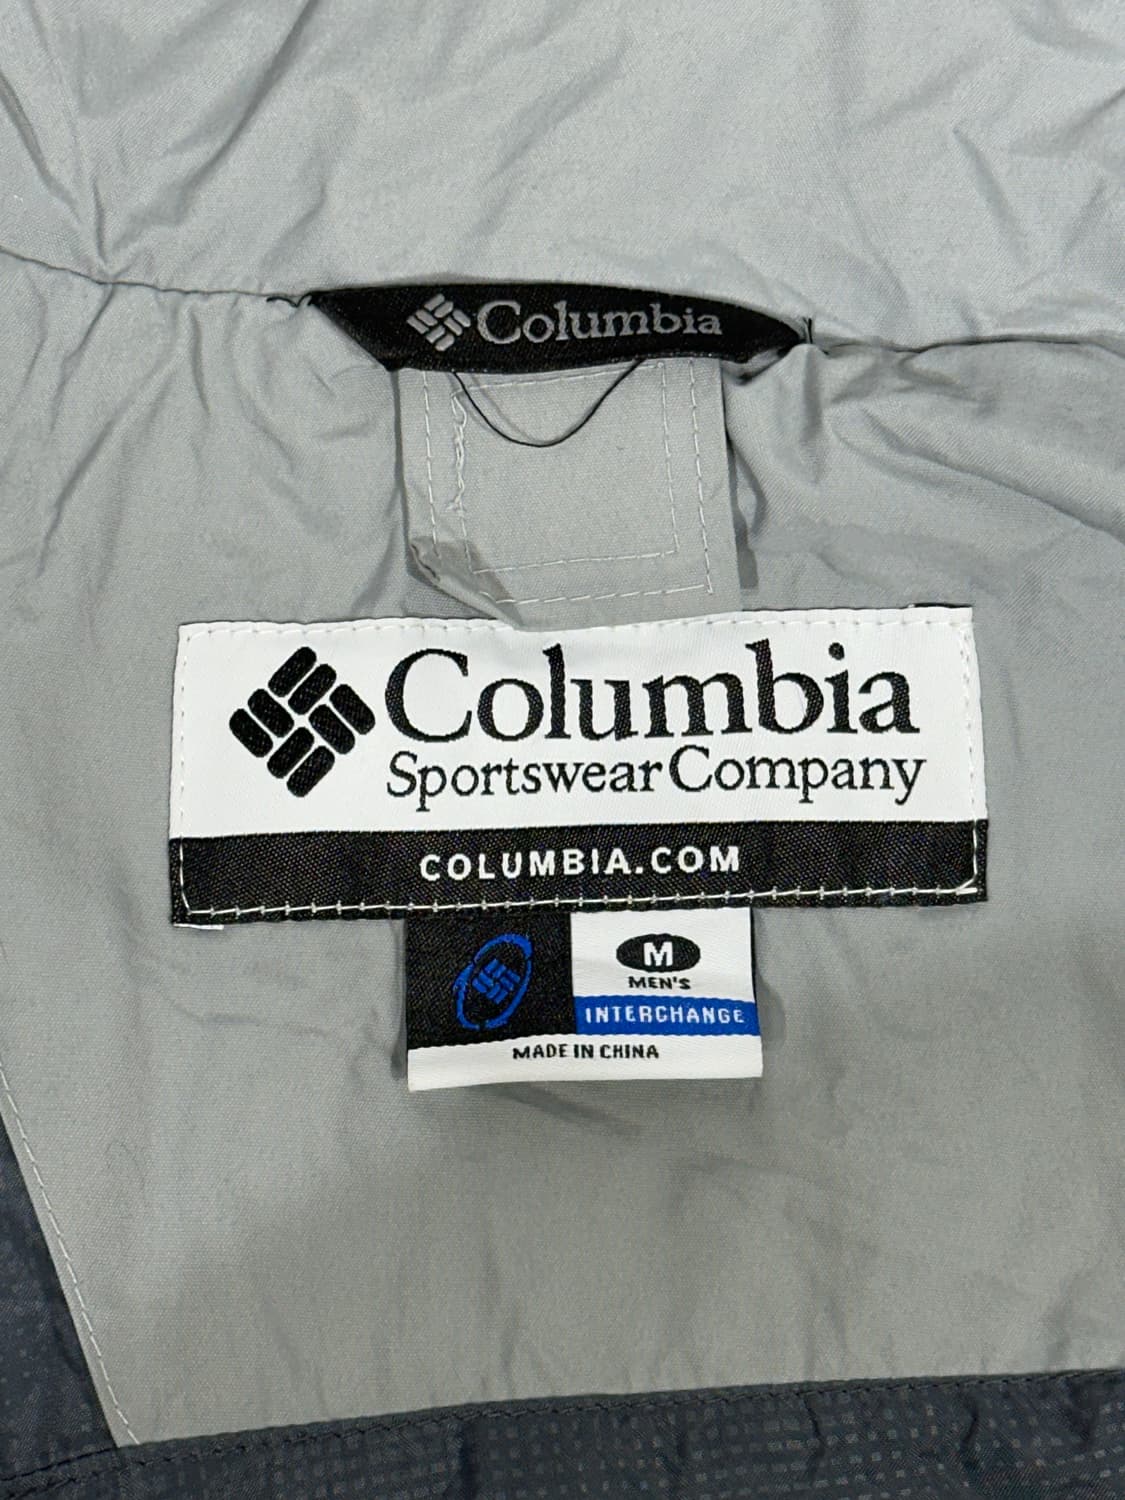 Columbia
Columbia
Sportswear Company
COLUMBIA.COM
M
MEN'S
INTERCHANGE
MADE IN CHINA